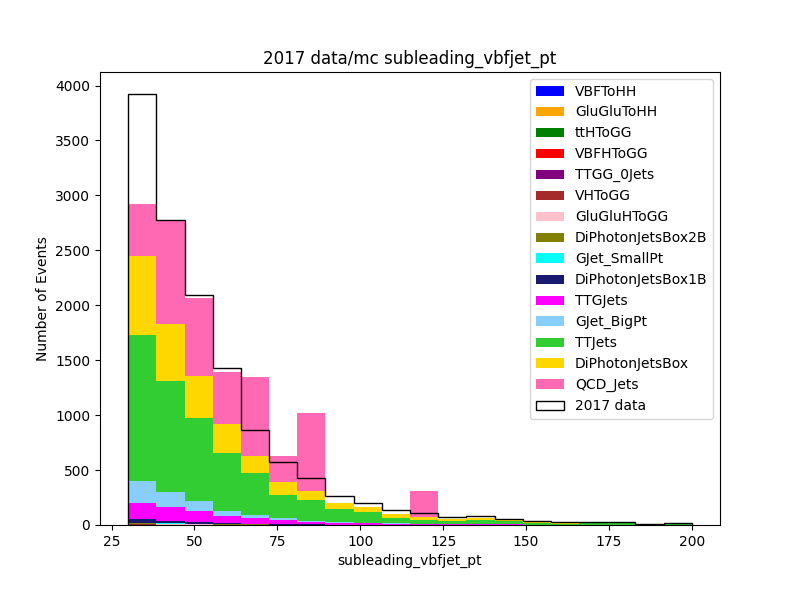 2017 data/mc subleading_vbfjet_pt
Number of Events
4000
3500
3000
2500
2000
1500
1000
500
0
VBFToHH
GluGluToHH
ttHToGG
VBFHToGG
TTGG_0Jets
VHToGG
GluGluHToGG
DiPhotonJetsBox2B
GJet_SmallPt
DiPhotonJetsBox1B
TTGJets
GJet_BigPt
TTJets
DiPhotonJetsBox
QCD_Jets
2017 data
25
50
75
100
125
150
175
200
subleading_vbfjet_pt